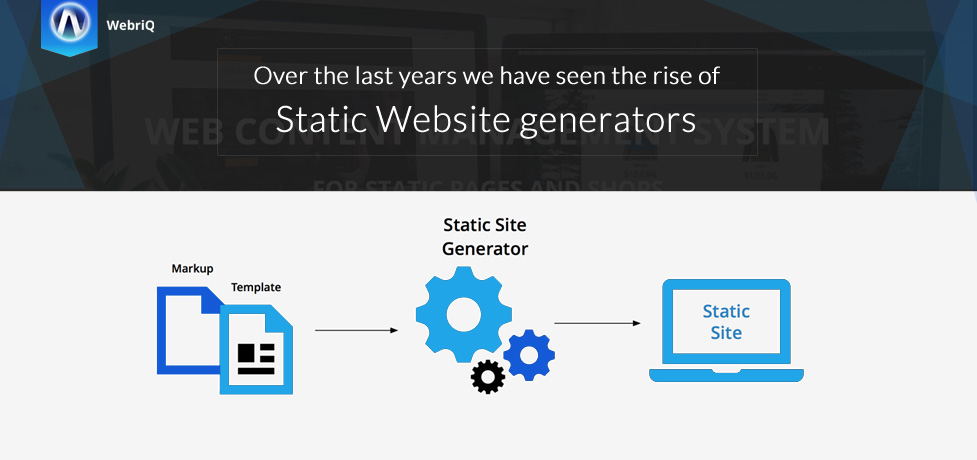 WebriQ
Over the last years we have seen the rise of
Static Website generators
WEB CONTENT MANAGEMENT SYSTEM
FOR STATIC PAGES AND SHOPS
Static Site
Generator
Markup
Template
Static
Site